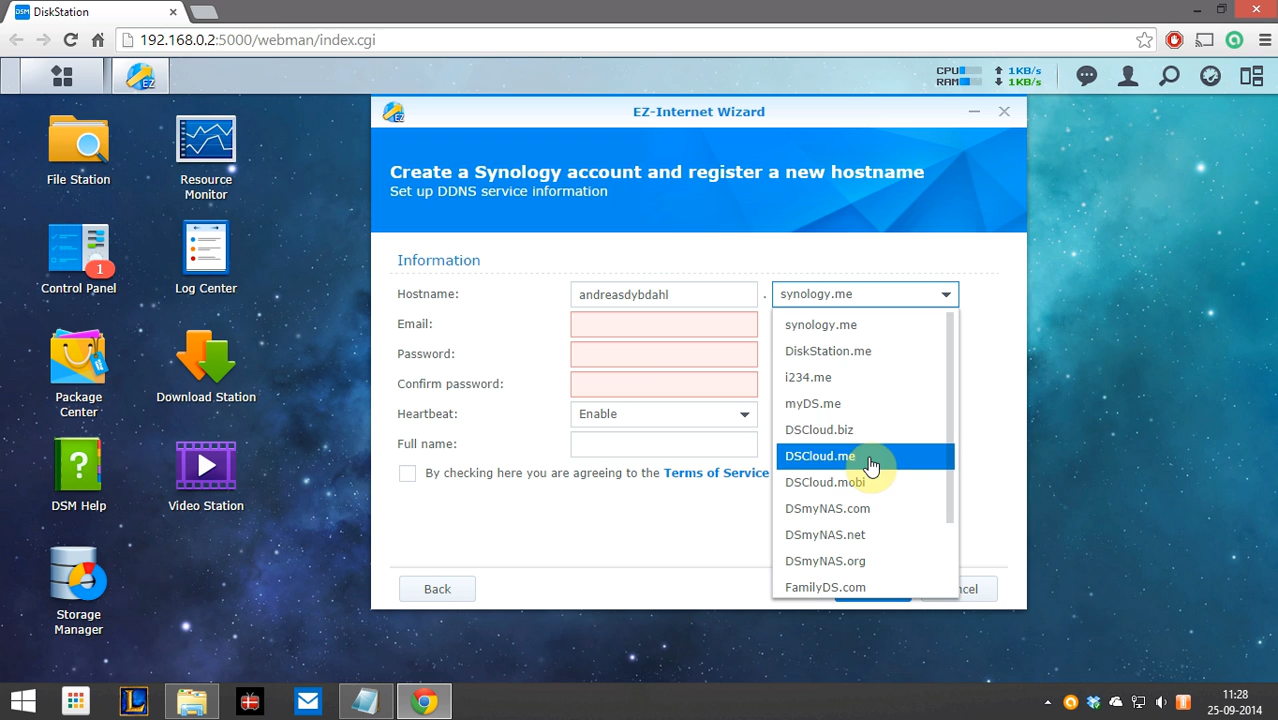 DSM DiskStation
192.168.0.2:5000/webman/index.cgi
EZ
CPU
RAM
1KB/s
1KB/s
File Station
Resource
Monitor
Control Panel
1
Log Center
Package
Center
Download Station
DSM Help
Video Station
Storage
Manager
EZ
EZ-Internet Wizard
Create a Synology account and register a new hostname
Set up DDNS service information
Information
Hostname:
andreasdybdahl
.
synology.me
Email:
Password:
Confirm password:
Heartbeat:
Enable
Full name:
By checking here you are agreeing to the Terms of Service
synology.me
DiskStation.me
i234.me
myDS.me
DSCloud.biz
DSCloud.me
DSCloud.mobi
DSmyNAS.com
DSmyNAS.net
DSmyNAS.org
FamilyDS.com
Back
cel
L
11:28
25-09-2014